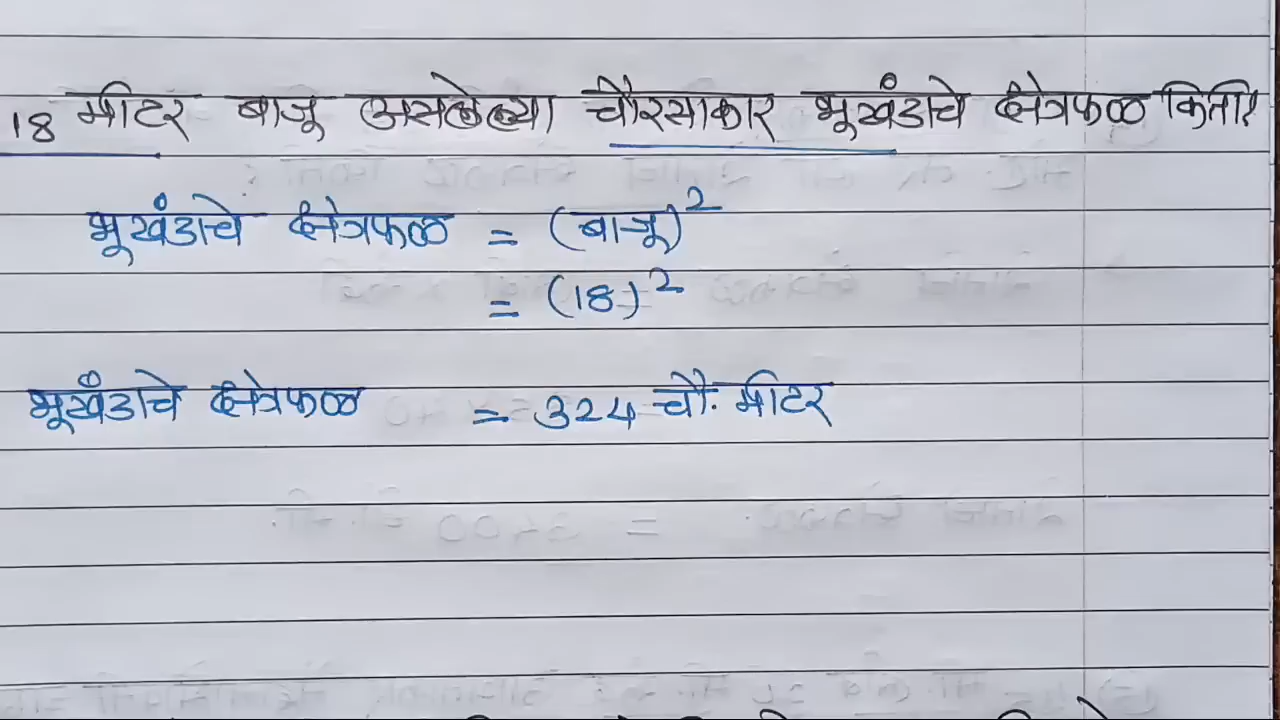 18 मीटर बाजू असलेल्या चौरसाकार भूखंडाचे क्षेत्रफळ किती?
भूखंडाचे क्षेत्रफळ = (बाजू)²
= (18)²
भूखंडाचे क्षेत्रफळ = 324 चौ. मीटर